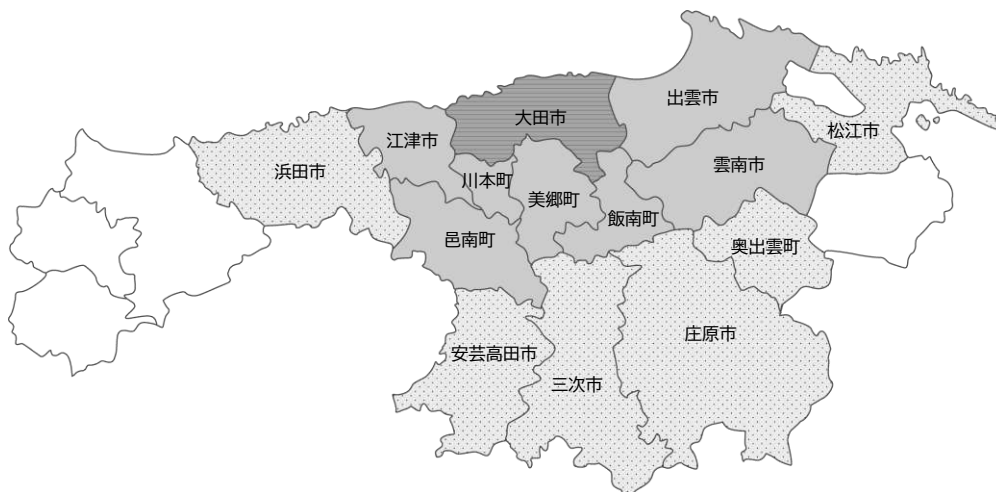 出雲市
大田市
松江市
江津市
雲南市
浜田市
川本町
美郷町
飯南町
邑南町
奥出雲町
庄原市
安芸高田市
三次市